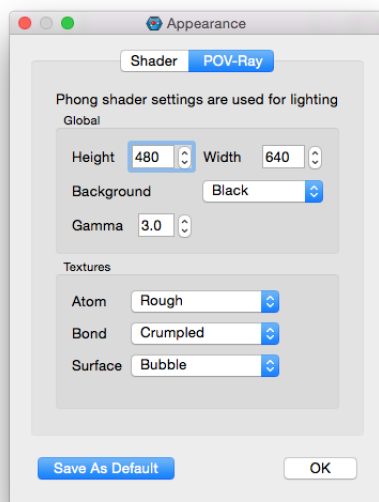 Appearance
Shader POV-Ray
Phong shader settings are used for lighting
Global
Height 480 Width 640
Background Black
Gamma 3.0
Textures
Atom Rough
Bond Crumpled
Surface Bubble
Save As Default OK